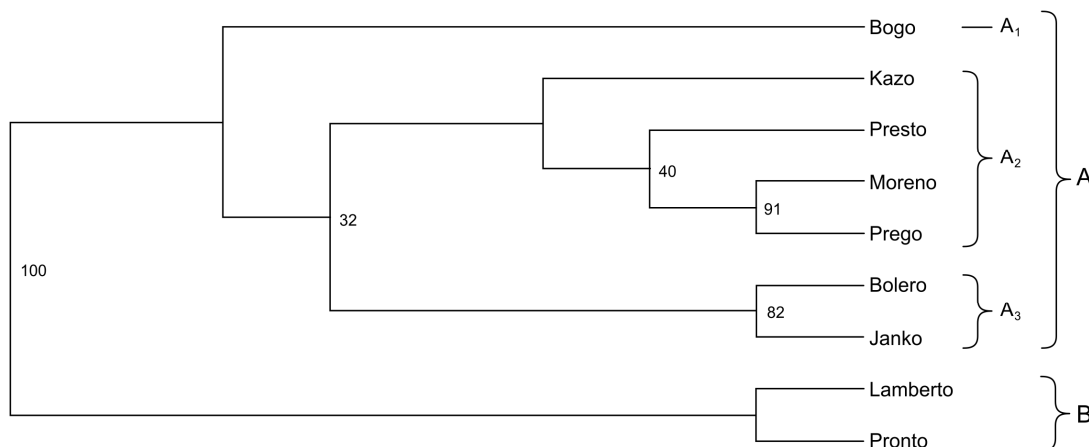 Bogo A₁
Kazo
Presto
40
A₂
Moreno
A
91
32
Prego
100
Bolero
82
A₃
Janko
Lamberto
B
Pronto